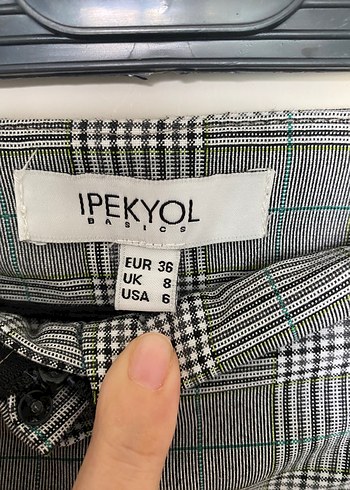 IPEKYOL
BASICS
EUR 36
UK 8
USA 6